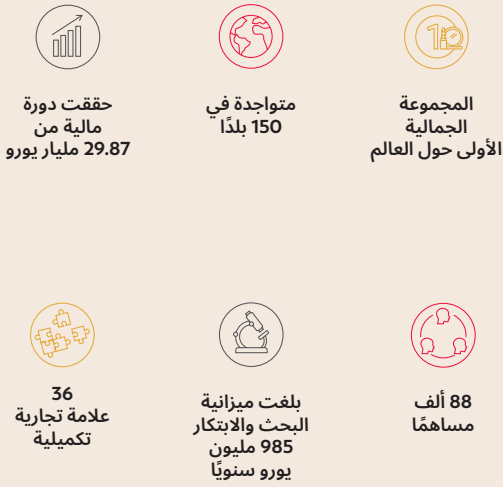 المجموعة
الجمالية
الأولى حول العالم
متواجدة في
150 بلدًا
حققت دورة
مالية من
29.87 مليار يورو
88 ألف
مساهمًا
بلغت ميزانية
البحث والابتكار
985 مليون
يورو سنويًا
36
علامة تجارية
تكميلية